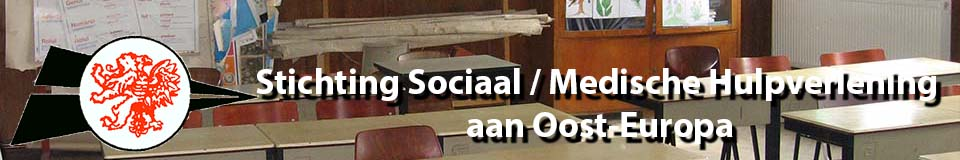 Stichting Sociaal / Medische Hulpverlening
aan Oost-Europa